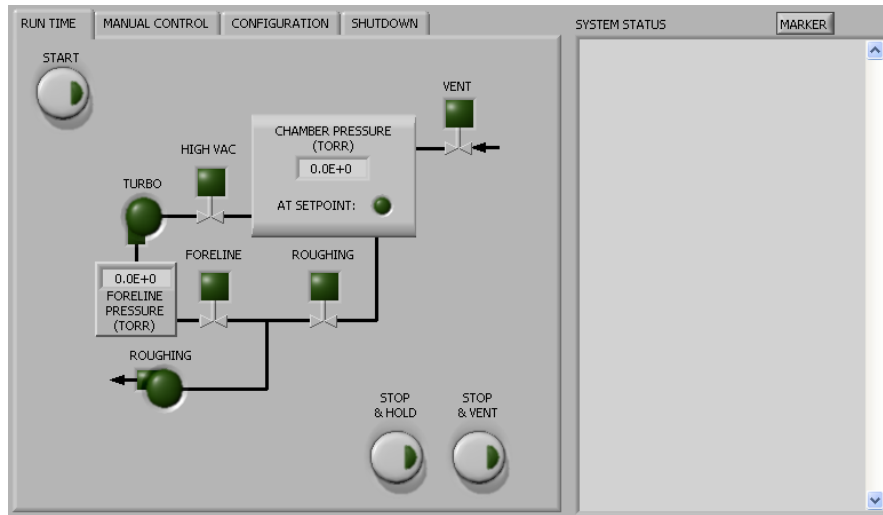 RUN TIME
MANUAL CONTROL
CONFIGURATION
SHUTDOWN
SYSTEM STATUS
MARKER
START
VENT
CHAMBER PRESSURE
(TORR)
0.0E+0
AT SETPOINT:
HIGH VAC
TURBO
FORELINE
ROUGHING
0.0E+0
FORELINE
PRESSURE
(TORR)
ROUGHING
STOP
& HOLD
STOP
& VENT